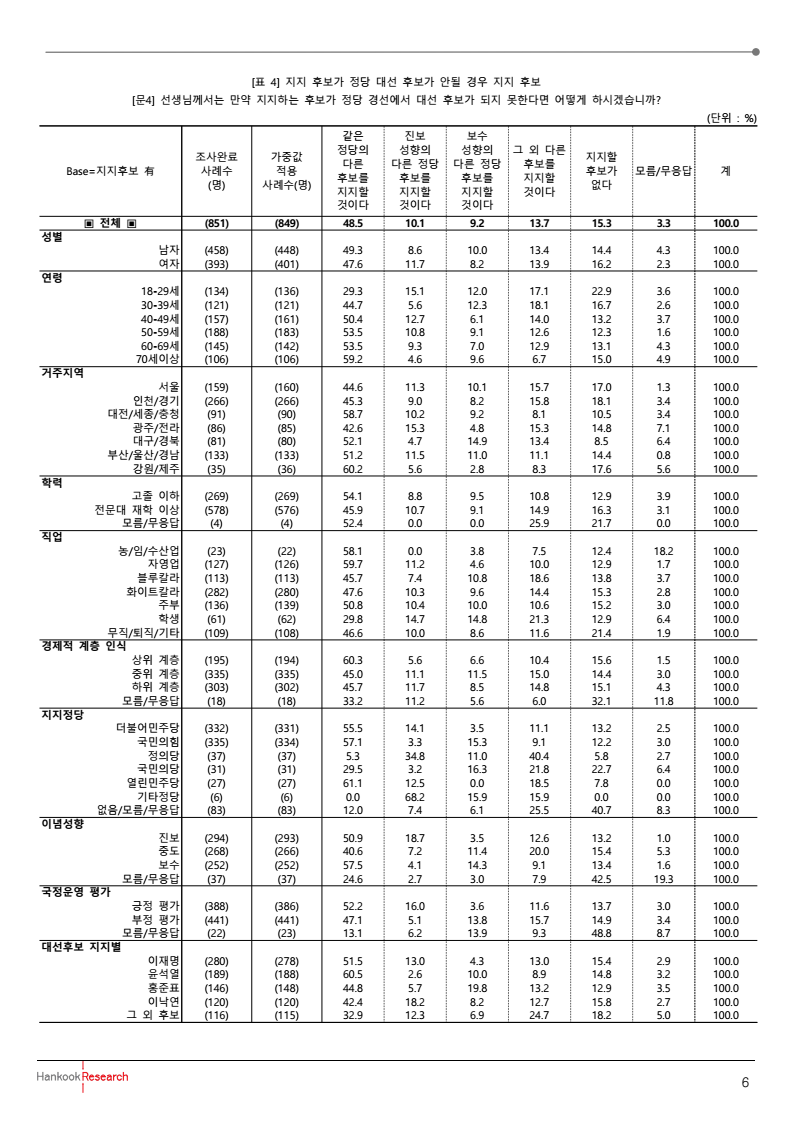 [표 4] 지지 후보가 정당 대선 후보가 안될 경우 지지 후보
[문4] 선생님께서는 만약 지지하는 후보가 정당 경선에서 대선 후보가 되지 못한다면 어떻게 하시겠습니까?
(단위 : %)
Base=지지후보 有 조사완료 사례수 (명) 가중값 적용 사례수(명) 같은 정당의 다른 후보를 지지할 것이다 진보 성향의 다른 정당 후보를 지지할 것이다 보수 성향의 다른 정당 후보를 지지할 것이다 그 외 다른 후보를 지지할 것이다 지지할 후보가 없다 모름/무응답 계
▣ 전체 ▣ (851) (849) 48.5 10.1 9.2 13.7 15.3 3.3 100.0
성별
남자 (458) (448) 49.3 8.6 10.0 13.4 14.4 4.3 100.0
여자 (393) (401) 47.6 11.7 8.2 13.9 16.2 2.3 100.0
연령
18-29세 (134) (136) 29.3 15.1 12.0 17.1 22.9 3.6 100.0
30-39세 (121) (121) 44.7 5.6 12.3 18.1 16.7 2.6 100.0
40-49세 (157) (161) 50.4 12.7 6.1 14.0 13.2 3.7 100.0
50-59세 (188) (183) 53.5 10.8 9.1 12.6 12.3 1.6 100.0
60-69세 (145) (142) 53.5 9.3 7.0 12.9 13.1 4.3 100.0
70세이상 (106) (106) 59.2 4.6 9.6 6.7 15.0 4.9 100.0
거주지역
서울 (159) (160) 44.6 11.3 10.1 15.7 17.0 1.3 100.0
인천/경기 (266) (266) 45.3 9.0 8.2 15.8 18.1 3.4 100.0
대전/세종/충청 (91) (90) 58.7 10.2 9.2 8.1 10.5 3.4 100.0
광주/전라 (86) (85) 42.6 15.3 4.8 15.3 14.8 7.1 100.0
대구/경북 (81) (80) 52.1 4.7 14.9 13.4 8.5 6.4 100.0
부산/울산/경남 (133) (133) 51.2 11.5 11.0 11.1 14.4 0.8 100.0
강원/제주 (35) (36) 60.2 5.6 2.8 8.3 17.6 5.6 100.0
학력
고졸 이하 (269) (269) 54.1 8.8 9.5 10.8 12.9 3.9 100.0
전문대 재학 이상 (578) (576) 45.9 10.7 9.1 14.9 16.3 3.1 100.0
모름/무응답 (4) (4) 52.4 0.0 0.0 25.9 21.7 0.0 100.0
직업
농/임/수산업 (23) (22) 58.1 0.0 3.8 7.5 12.4 18.2 100.0
자영업 (127) (126) 59.7 11.2 4.6 10.0 12.9 1.7 100.0
블루칼라 (113) (113) 45.7 7.4 10.8 18.6 13.8 3.7 100.0
화이트칼라 (282) (280) 47.6 10.3 9.6 14.4 15.3 2.8 100.0
주부 (136) (139) 50.8 10.4 10.0 10.6 15.2 3.0 100.0
학생 (61) (62) 29.8 14.7 14.8 21.3 12.9 6.4 100.0
무직/퇴직/기타 (109) (108) 46.6 10.0 8.6 11.6 21.4 1.9 100.0
경제적 계층 인식
상위 계층 (195) (194) 60.3 5.6 6.6 10.4 15.6 1.5 100.0
중위 계층 (335) (335) 45.0 11.1 11.5 15.0 14.4 3.0 100.0
하위 계층 (303) (302) 45.7 11.7 8.5 14.8 15.1 4.3 100.0
모름/무응답 (18) (18) 33.2 11.2 5.6 6.0 32.1 11.8 100.0
지지정당
더불어민주당 (332) (331) 55.5 14.1 3.5 11.1 13.2 2.5 100.0
국민의힘 (335) (334) 57.1 3.3 15.3 9.1 12.2 3.0 100.0
정의당 (37) (37) 5.3 34.8 11.0 40.4 5.8 2.7 100.0
국민의당 (31) (31) 29.5 3.2 16.3 21.8 22.7 6.4 100.0
열린민주당 (27) (27) 61.1 12.5 0.0 18.5 7.8 0.0 100.0
기타정당 (6) (6) 0.0 68.2 15.9 15.9 0.0 0.0 100.0
없음/모름/무응답 (83) (83) 12.0 7.4 6.1 25.5 40.7 8.3 100.0
이념성향
진보 (294) (293) 50.9 18.7 3.5 12.6 13.2 1.0 100.0
중도 (268) (266) 40.6 7.2 11.4 20.0 15.4 5.3 100.0
보수 (252) (252) 57.5 4.1 14.3 9.1 13.4 1.6 100.0
모름/무응답 (37) (37) 24.6 2.7 3.0 7.9 42.5 19.3 100.0
국정운영 평가
긍정 평가 (388) (386) 52.2 16.0 3.6 11.6 13.7 3.0 100.0
부정 평가 (441) (441) 47.1 5.1 13.8 15.7 14.9 3.4 100.0
모름/무응답 (22) (23) 13.1 6.2 13.9 9.3 48.8 8.7 100.0
대선후보 지지별
이재명 (280) (278) 51.5 13.0 4.3 13.0 15.4 2.9 100.0
윤석열 (189) (188) 60.5 2.6 10.0 8.9 14.8 3.2 100.0
홍준표 (146) (148) 44.8 5.7 19.8 13.2 12.9 3.5 100.0
이낙연 (120) (120) 42.4 18.2 8.2 12.7 15.8 2.7 100.0
그 외 후보 (116) (115) 32.9 12.3 6.9 24.7 18.2 5.0 100.0
Hankook Research
6